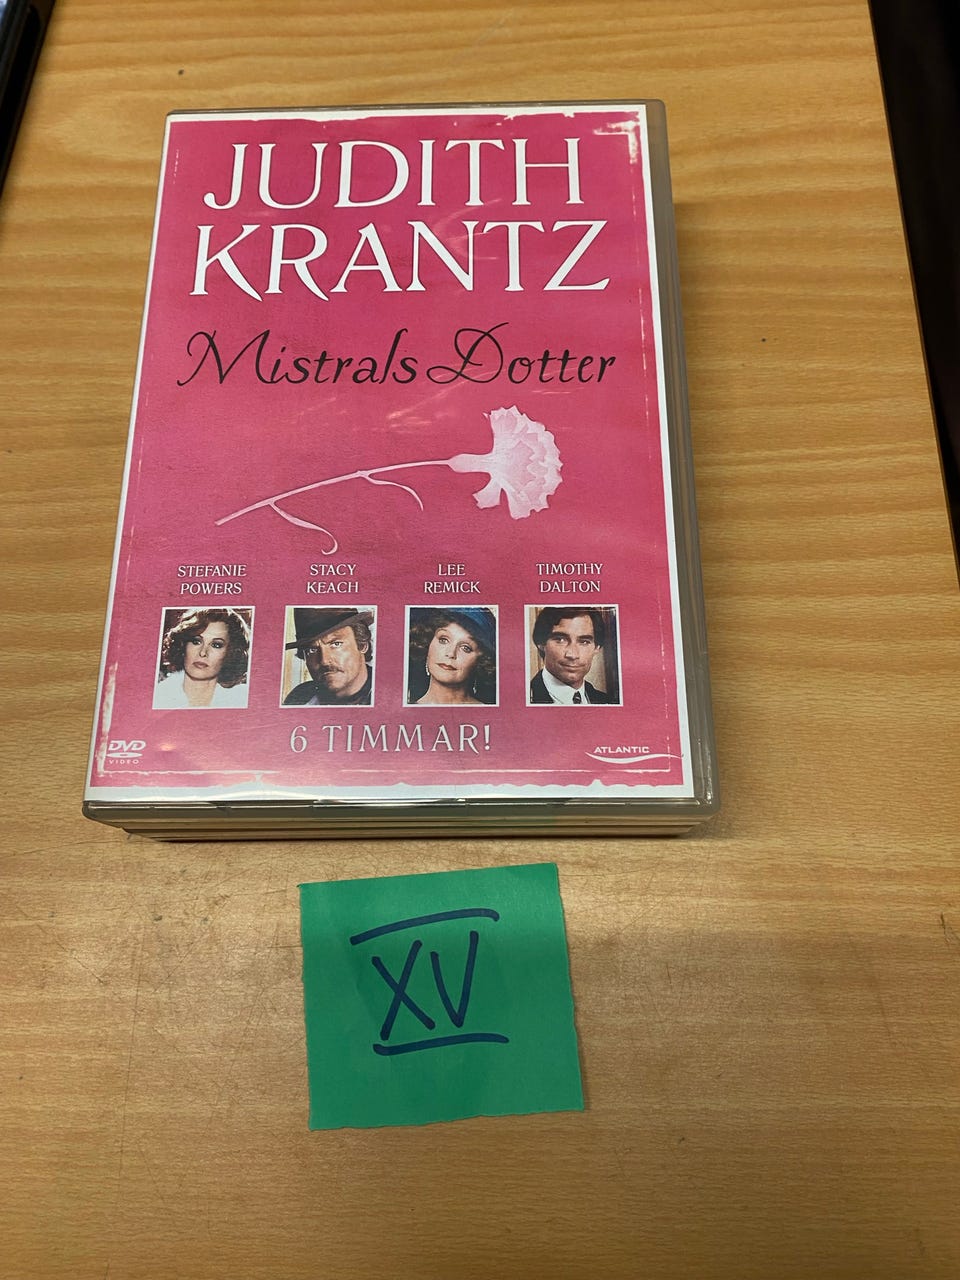 JUDITH
KRANTZ
Mistrals Dotter
STEFANIE POWERS
STACY KEACH
LEE REMICK
TIMOTHY DALTON
6 TIMMAR!
DVD
VIDEO
ATLANTIC
XV